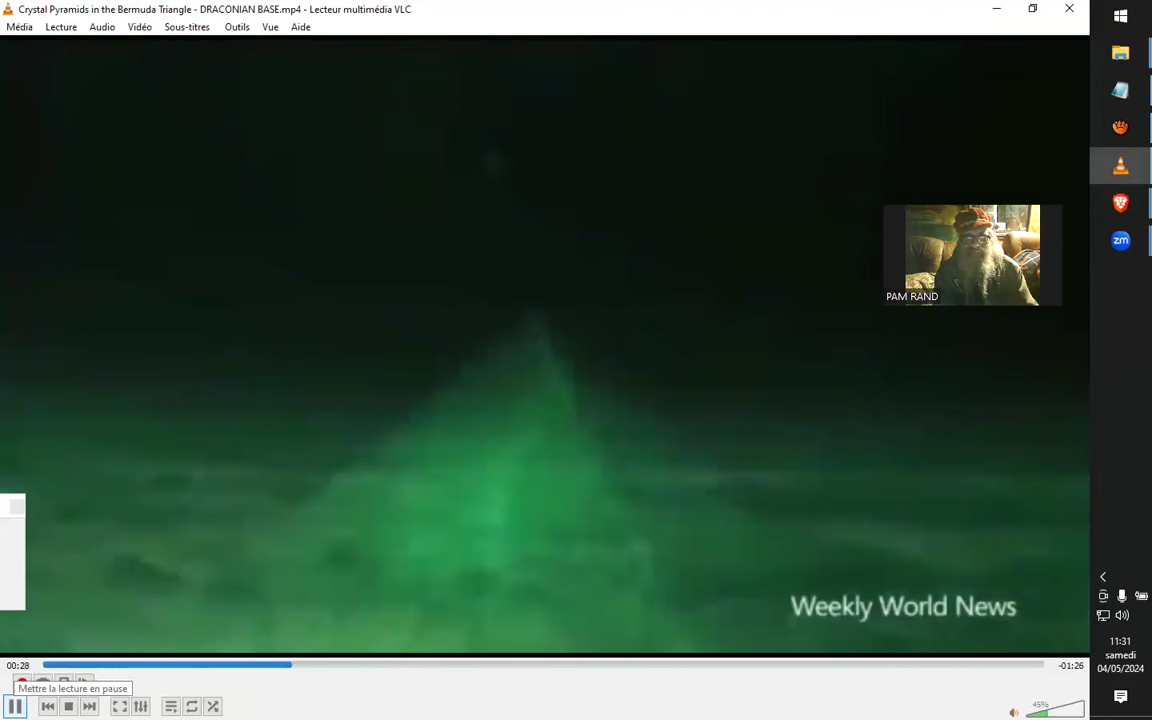 Crystal Pyramids in the Bermuda Triangle - DRACONIAN BASE.mp4 - Lecteur multimédia VLC
Média Lecture Audio Vidéo Sous-titres Outils Vue Aide
PAM RAND
zm
Weekly World News
00:28
-01:26
Mettre la lecture en pause
45%
11:31
samedi
04/05/2024